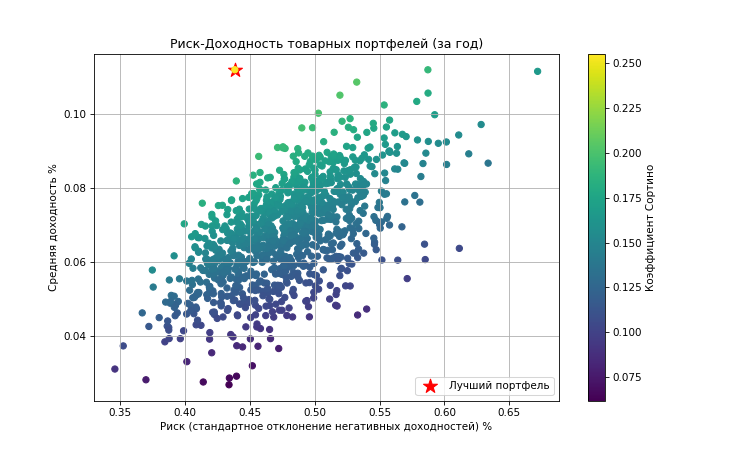 Риск-Доходность товарных портфелей (за год)
Средняя доходность %
0.10
0.08
0.06
0.04
0.35 0.40 0.45 0.50 0.55 0.60 0.65
Риск (стандартное отклонение негативных доходностей) %
Лучший портфель
0.250
0.225
0.200
0.175
0.150
0.125
0.100
0.075
Коэффициент Сортино